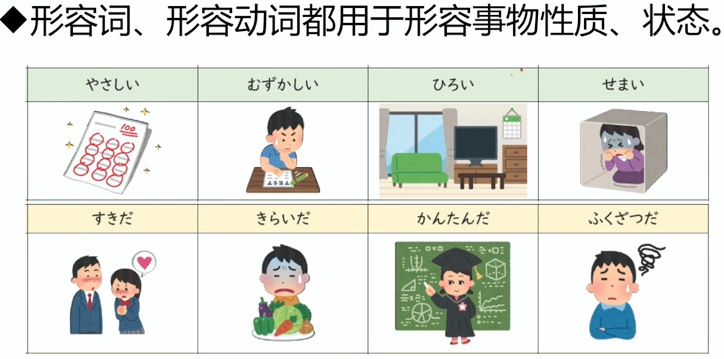 ◆形容词、形容动词都用于形容事物性质、状态。
やさしい むずかしい ひろい せまい
100
すきだ きらいだ かんたんだ ふくざつだ